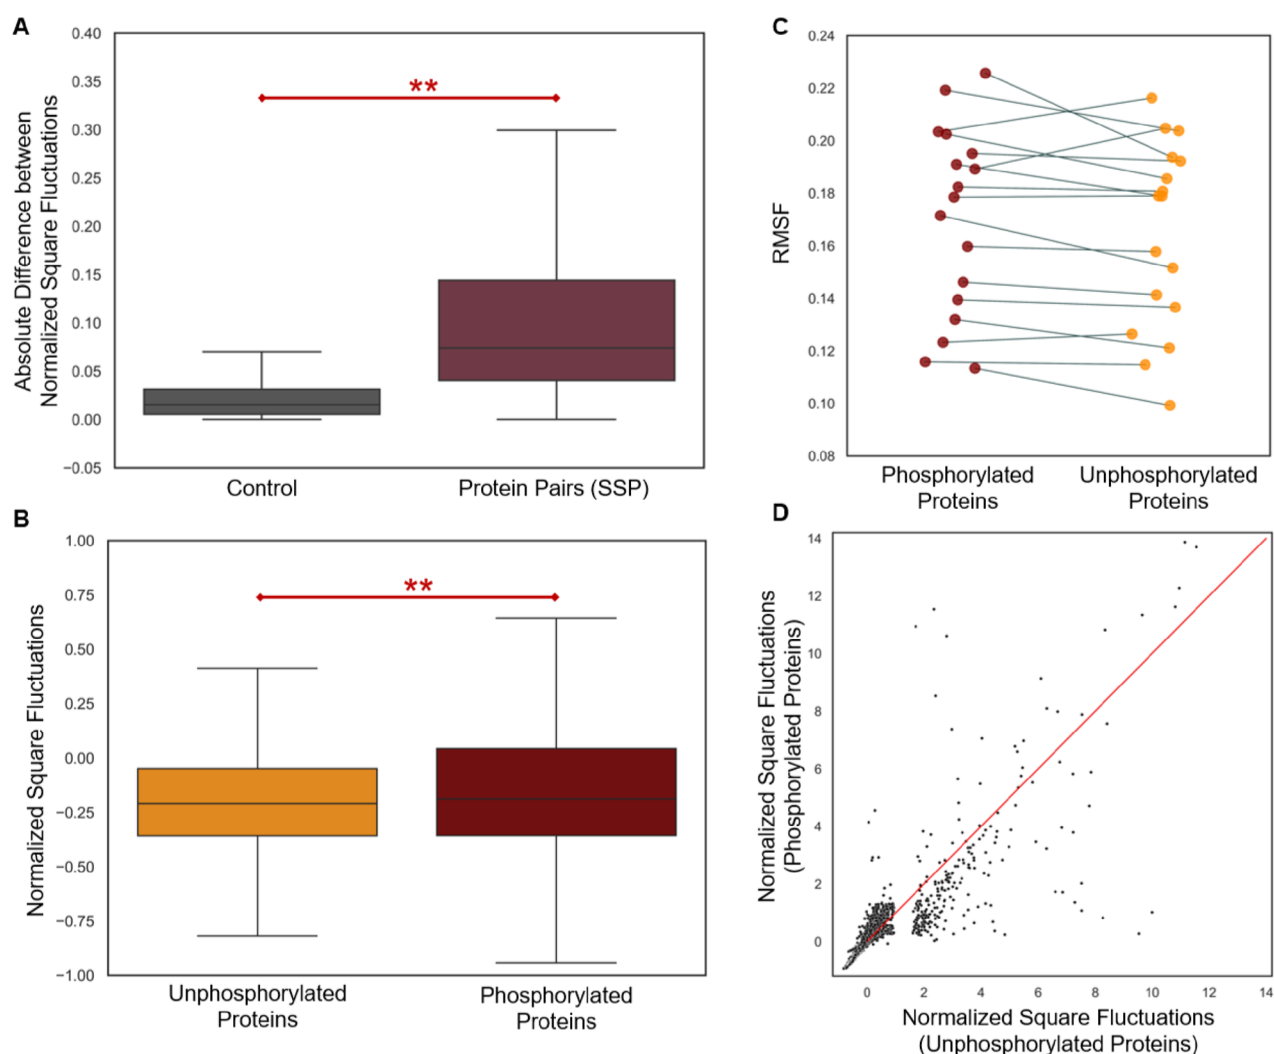 A
Absolute Difference between
Normalized Square Fluctuations
0.40
0.35
0.30
0.25
0.20
0.15
0.10
0.05
0.00
−0.05
**
Control
Protein Pairs (SSP)
B
Normalized Square Fluctuations
1.00
0.75
0.50
0.25
0.00
−0.25
−0.50
−0.75
−1.00
**
Unphosphorylated
Proteins
Phosphorylated
Proteins
C
RMSF
0.24
0.22
0.20
0.18
0.16
0.14
0.12
0.10
0.08
Phosphorylated
Proteins
Unphosphorylated
Proteins
D
Normalized Square Fluctuations
(Phosphorylated Proteins)
14
12
10
8
6
4
2
0
0
2
4
6
8
10
12
14
Normalized Square Fluctuations
(Unphosphorylated Proteins)